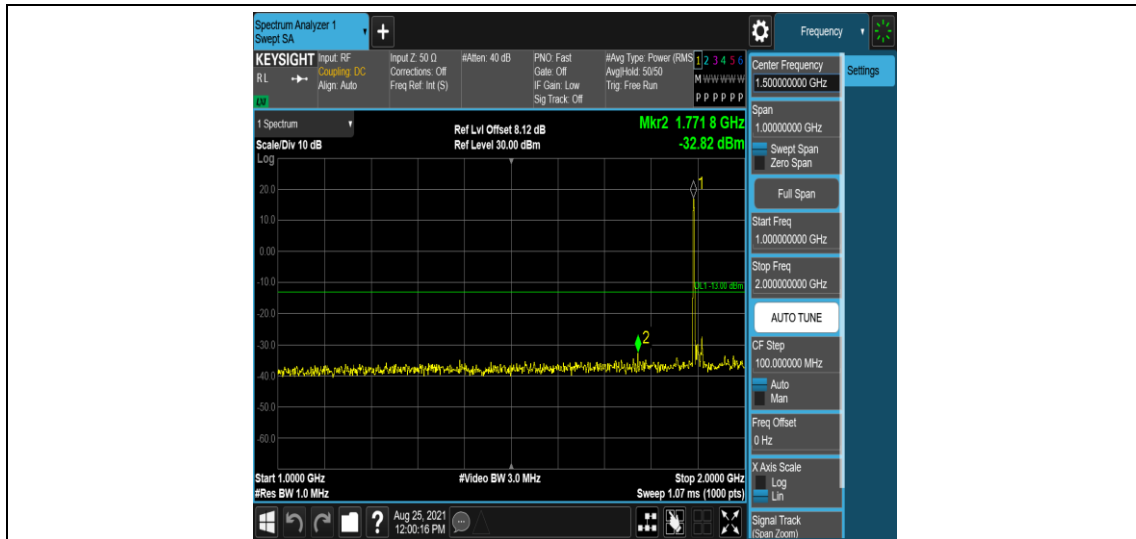 Spectrum Analyzer 1
Swept SA
+
Frequency
KEYSIGHT
RL
LXI
Input: RF
Coupling: DC
Align: Auto
Input Z: 50 Ω
Corrections: Off
Freq Ref: Int (S)
#Atten: 40 dB
PNO: Fast
Gate: Off
IF Gain: Low
Sig Track: Off
#Avg Type: Power (RMS
Avg|Hold: 50/50
Trig: Free Run
1 2 3 4 5 6
M W W W W W
P P P P P P
1 Spectrum
Scale/Div 10 dB
Ref Lvl Offset 8.12 dB
Ref Level 30.00 dBm
Mkr2 1.771 8 GHz
-32.82 dBm
Log
20.0
10.0
0.00
-10.0
-20.0
-30.0
-40.0
-50.0
-60.0
1
DL1 -13.00 dBm
2
Start 1.0000 GHz
#Res BW 1.0 MHz
#Video BW 3.0 MHz
Stop 2.0000 GHz
Sweep 1.07 ms (1000 pts)
Center Frequency
1.500000000 GHz
Settings
Span
1.00000000 GHz
Swept Span
Zero Span
Full Span
Start Freq
1.000000000 GHz
Stop Freq
2.000000000 GHz
AUTO TUNE
CF Step
100.000000 MHz
Auto
Man
Freq Offset
0 Hz
X Axis Scale
Log
Lin
Signal Track
(Span Zoom)
?
Aug 25, 2021
12:00:16 PM